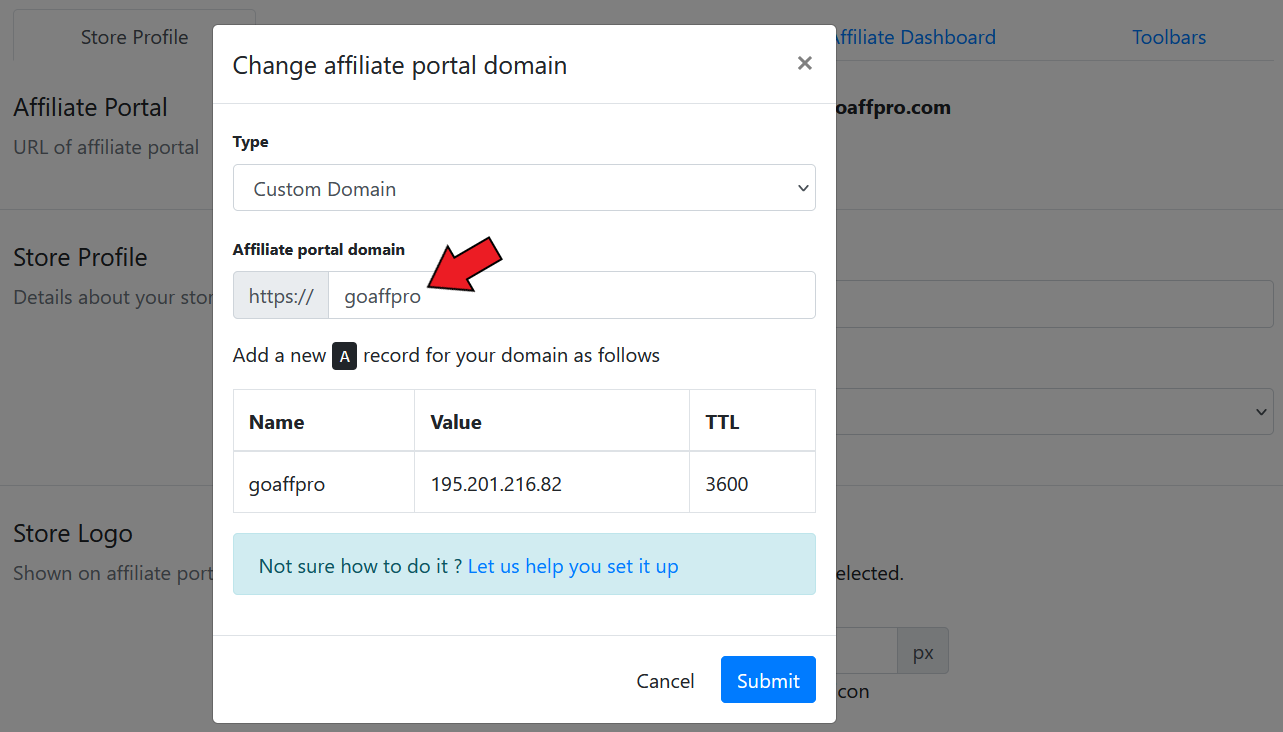 Store Profile
Affiliate Dashboard
Toolbars
Change affiliate portal domain
×
Affiliate Portal
oaffpro.com
URL of affiliate portal
Type
Custom Domain
Store Profile
Details about your stor
Affiliate portal domain
https:// goaffpro
Add a new A record for your domain as follows
Name Value TTL
goaffpro 195.201.216.82 3600
Store Logo
Shown on affiliate port
elected.
Not sure how to do it ? Let us help you set it up
px
con
Cancel Submit